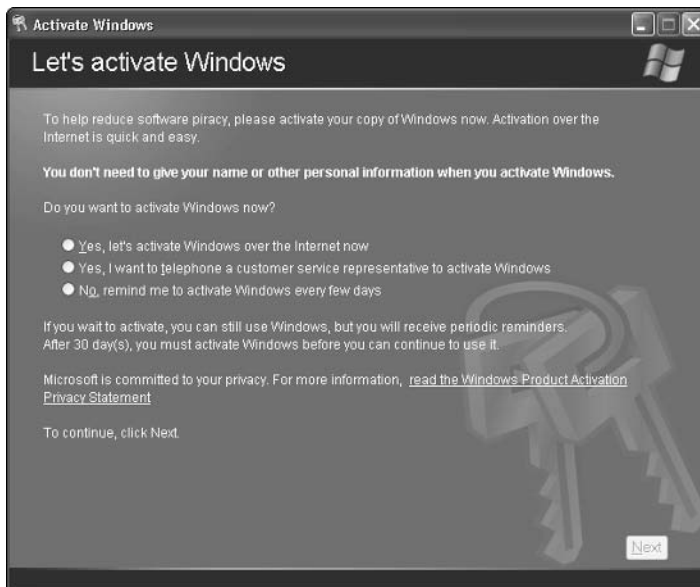 Activate Windows
Let's activate Windows
To help reduce software piracy, please activate your copy of Windows now. Activation over the
Internet is quick and easy.
You don't need to give your name or other personal information when you activate Windows.
Do you want to activate Windows now?
Yes, let's activate Windows over the Internet now
Yes, I want to telephone a customer service representative to activate Windows
No, remind me to activate Windows every few days
If you wait to activate, you can still use Windows, but you will receive periodic reminders.
After 30 day(s), you must activate Windows before you can continue to use it.
Microsoft is committed to your privacy. For more information, read the Windows Product Activation
Privacy Statement
To continue, click Next.
Next